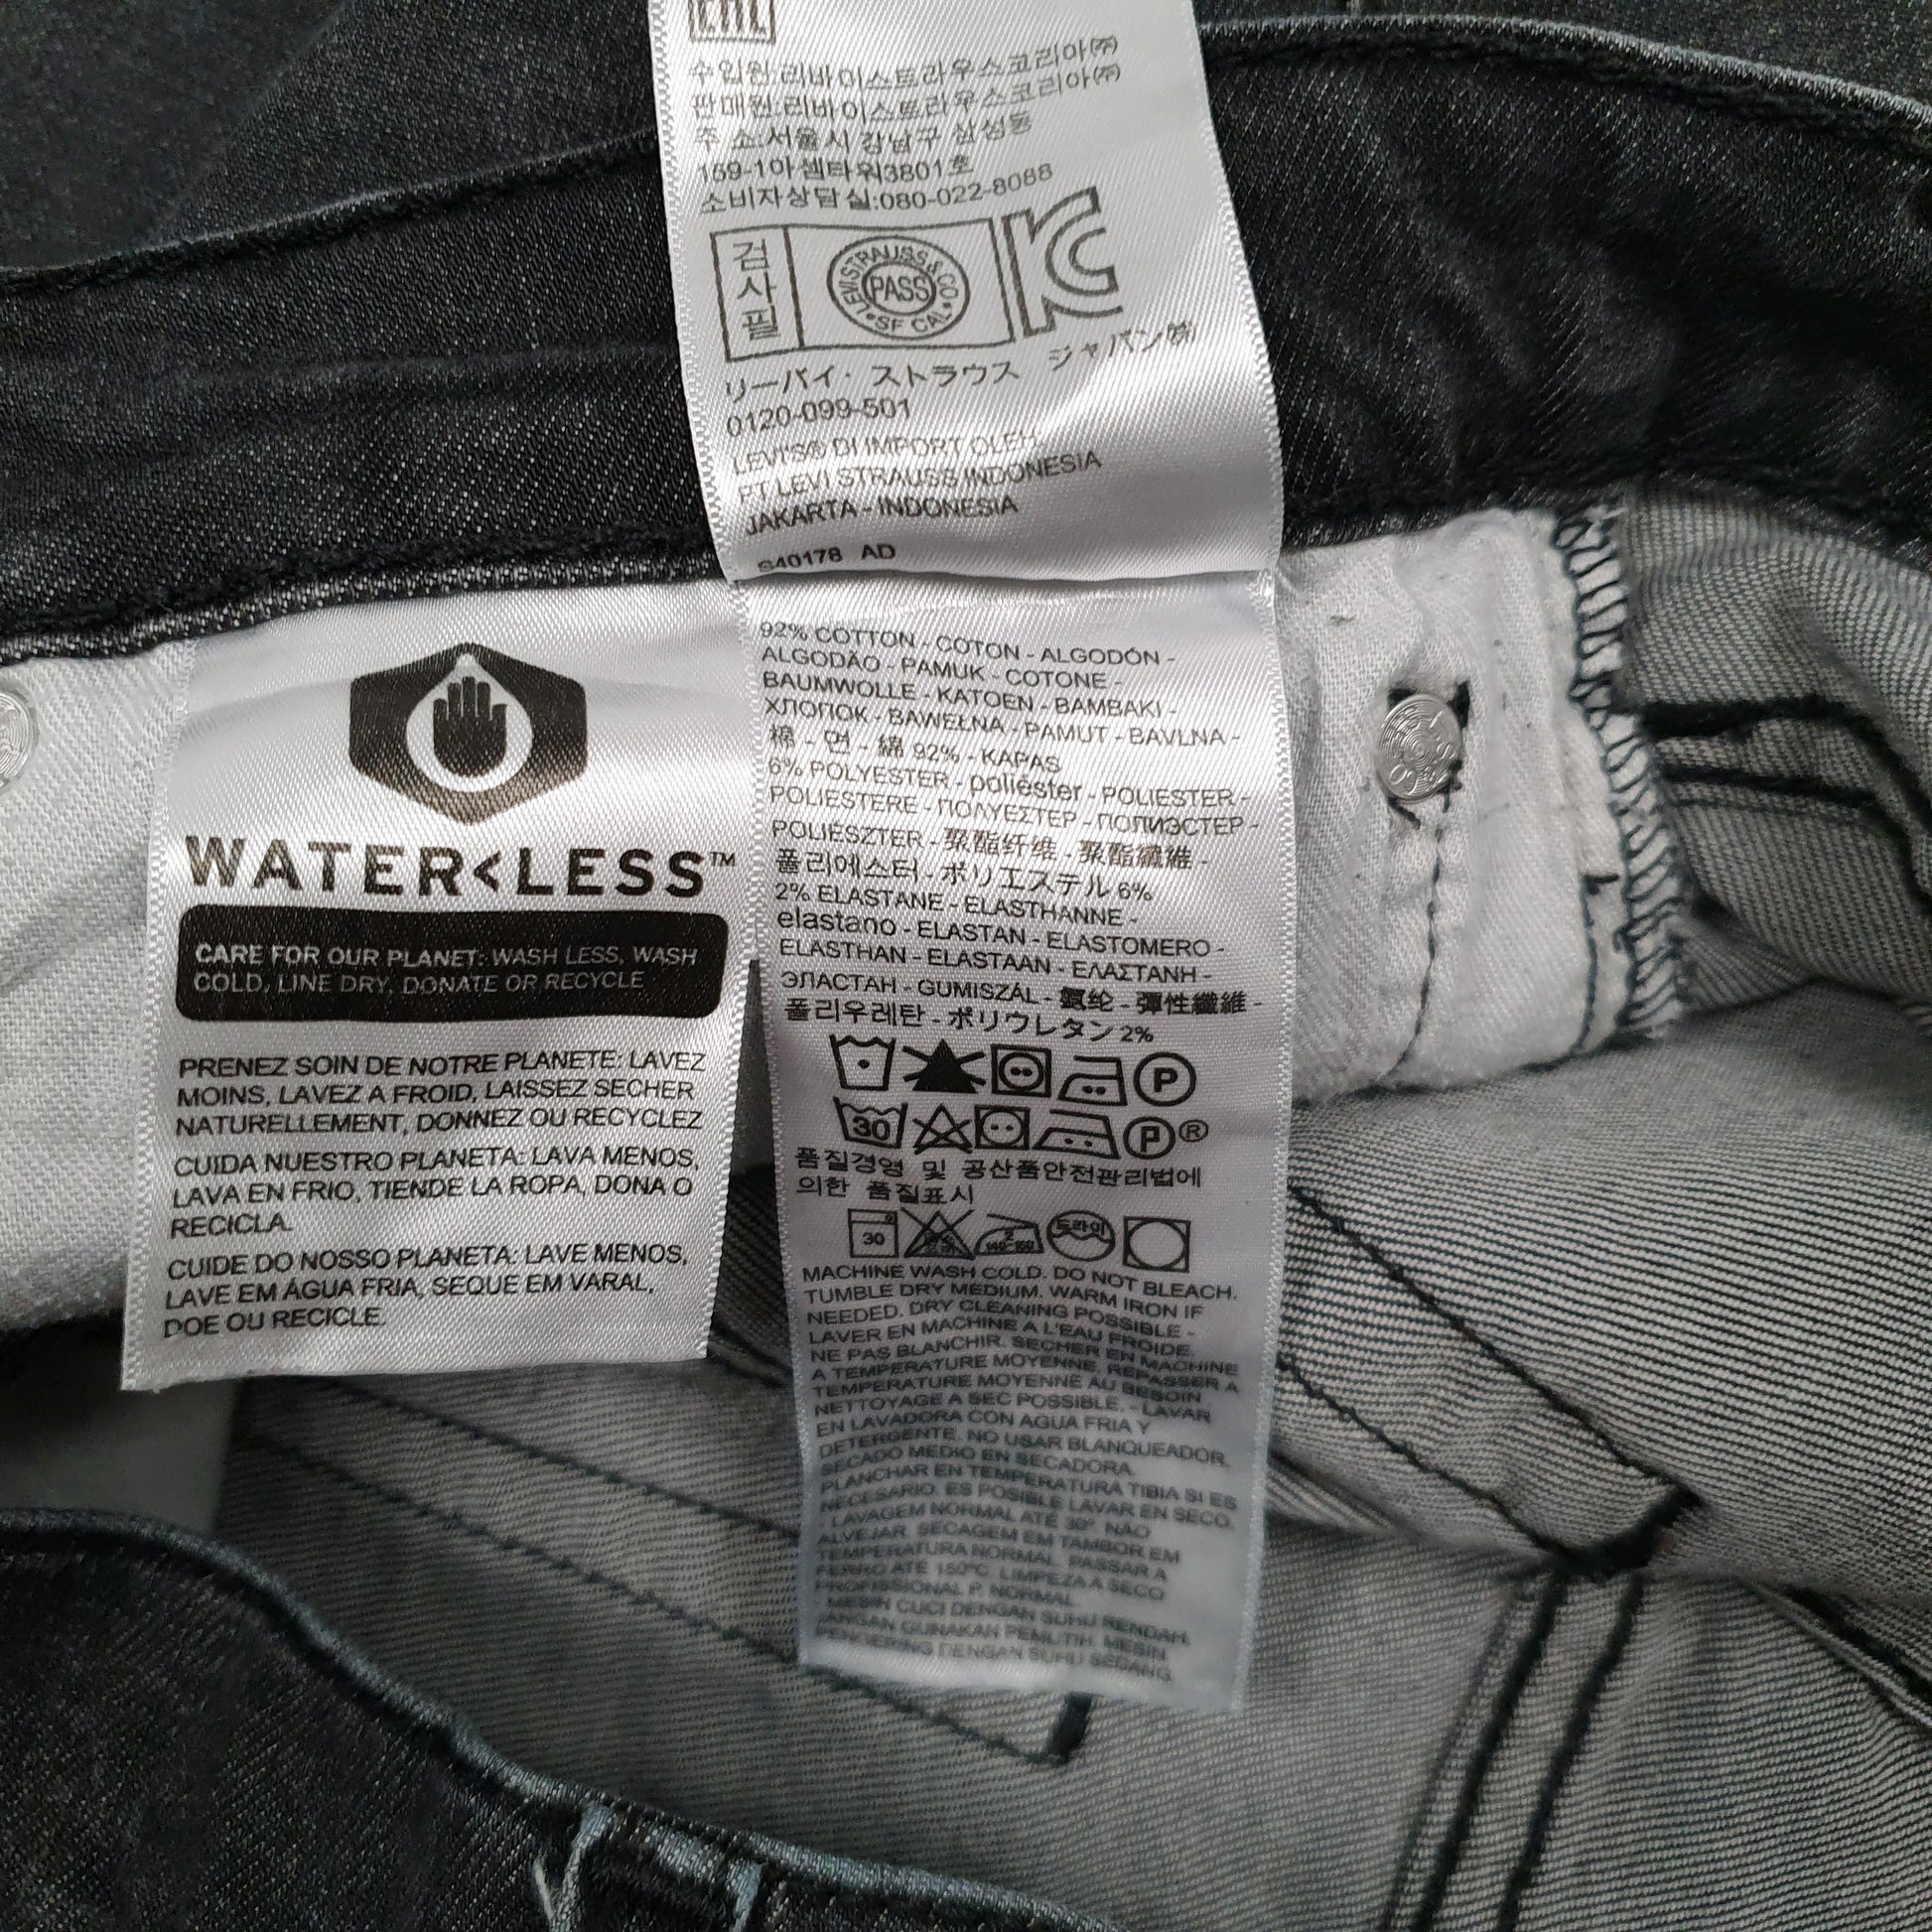 EAC
수입원:리바이스트라우스코리아(주)
판매원:리바이스트라우스코리아(주)
주 소:서울시 강남구 삼성동
159-1아셈타워3801호
소비자상담실:080-022-8088
검사필
LEVI STRAUSS & CO.
PASS
SF CAL
リーバイ・ストラウス ジャパン㈱
0120-099-501
LEVI'S® DI IMPORT OLEH
PT LEVI STRAUSS INDONESIA
JAKARTA - INDONESIA
S40178 AD
WATER<LESS™
CARE FOR OUR PLANET: WASH LESS, WASH
COLD, LINE DRY, DONATE OR RECYCLE
PRENEZ SOIN DE NOTRE PLANETE: LAVEZ
MOINS, LAVEZ A FROID, LAISSEZ SECHER
NATURELLEMENT, DONNEZ OU RECYCLEZ
CUIDA NUESTRO PLANETA: LAVA MENOS,
LAVA EN FRIO, TIENDE LA ROPA, DONA O
RECICLA.
CUIDE DO NOSSO PLANETA: LAVE MENOS,
LAVE EM ÁGUA FRIA, SEQUE EM VARAL,
DOE OU RECICLE.
92% COTTON - COTON - ALGODÓN -
ALGODÃO - PAMUK - COTONE -
BAUMWOLLE - KATOEN - BAMBAKI -
ХЛОПОК - BAWEŁNA - PAMUT - BAVLNA -
棉 - 면 - 綿 92% - KAPAS
6% POLYESTER - poliéster - POLIESTER -
POLIESTERE - ΠΟΛΥΕΣΤΕΡ - ПОЛИЭСТЕР -
POLIÉSZTER - 聚酯纤维 - 聚酯纖維 -
폴리에스터 - ポリエステル 6%
2% ELASTANE - ELASTHANNE -
elastano - ELASTAN - ELASTOMERO -
ELASTHAN - ELASTAAN - ΕΛΑΣΤΑΝΗ -
ЭЛАСТАН - GUMISZÁL - 氨纶 - 彈性纖維 -
폴리우레탄 - ポリウレタン 2%
P
30 P ®
품질경영 및 공산품안전관리법에
의한 품질표시
30 드라이
MACHINE WASH COLD. DO NOT BLEACH.
TUMBLE DRY MEDIUM. WARM IRON IF
NEEDED. DRY CLEANING POSSIBLE -
LAVER EN MACHINE A L'EAU FROIDE.
NE PAS BLANCHIR. SECHER EN MACHINE
A TEMPERATURE MOYENNE. REPASSER A
TEMPERATURE MOYENNE AU BESOIN.
NETTOYAGE A SEC POSSIBLE. - LAVAR
EN LAVADORA CON AGUA FRIA Y
DETERGENTE. NO USAR BLANQUEADOR.
SECADO MEDIO EN SECADORA.
PLANCHAR EN TEMPERATURA TIBIA SI ES
NECESARIO. ES POSIBLE LAVAR EN SECO.
- LAVAGEM NORMAL ATÉ 30°. NÃO
ALVEJAR. SECAGEM EM TAMBOR EM
TEMPERATURA NORMAL. PASSAR A
FERRO ATÉ 150ºC. LIMPEZA A SECO
PROFISSIONAL P. NORMAL.
- MESIN CUCI DENGAN SUHU RENDAH.
JANGAN GUNAKAN PEMUTIH. MESIN
PENGERING DENGAN SUHU SEDANG.